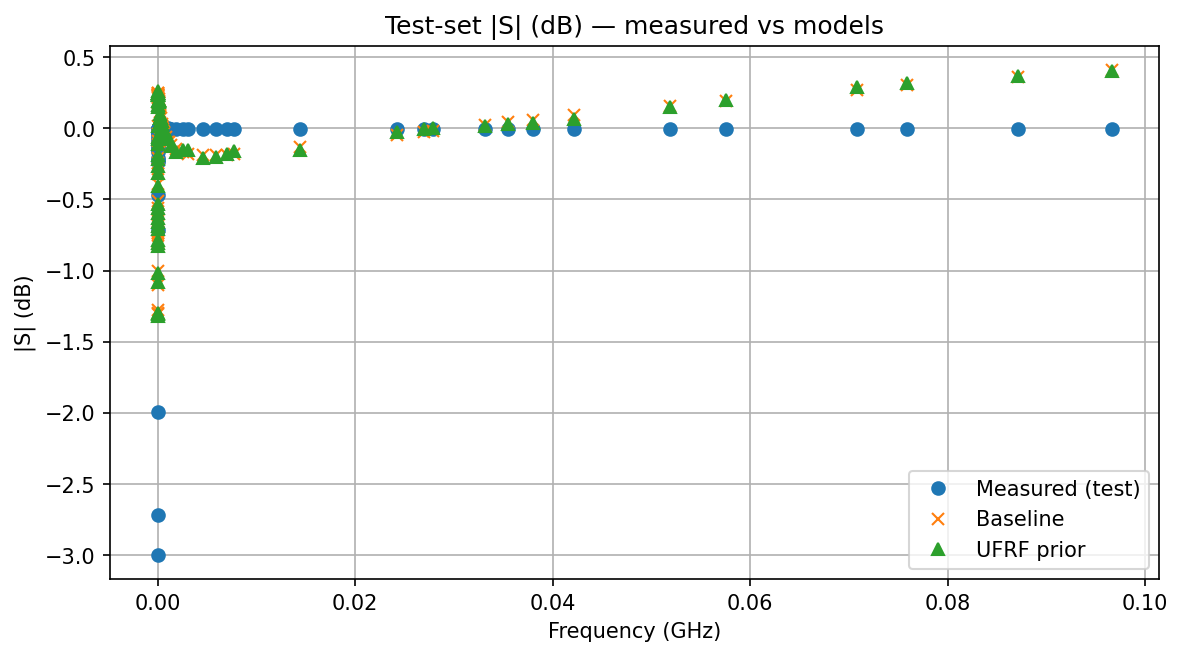 Test-set |S| (dB) — measured vs models
0.5
0.0
−0.5
−1.0
−1.5
−2.0
−2.5
−3.0
|S| (dB)
0.00 0.02 0.04 0.06 0.08 0.10
Frequency (GHz)
Measured (test)
Baseline
UFRF prior